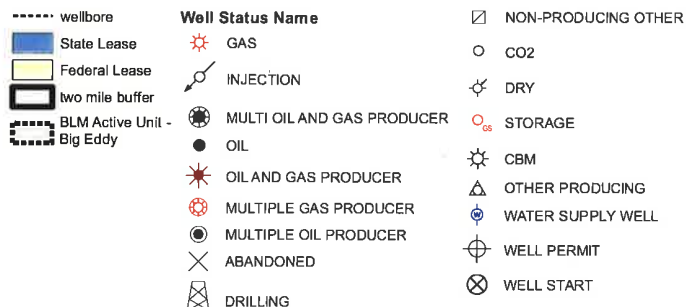 wellbore
State Lease
Federal Lease
two mile buffer
BLM Active Unit -
Big Eddy
Well Status Name
GAS
INJECTION
MULTI OIL AND GAS PRODUCER
OIL
OIL AND GAS PRODUCER
MULTIPLE GAS PRODUCER
MULTIPLE OIL PRODUCER
ABANDONED
DRILLING
NON-PRODUCING OTHER
CO2
DRY
GS STORAGE
CBM
OTHER PRODUCING
W WATER SUPPLY WELL
WELL PERMIT
WELL START